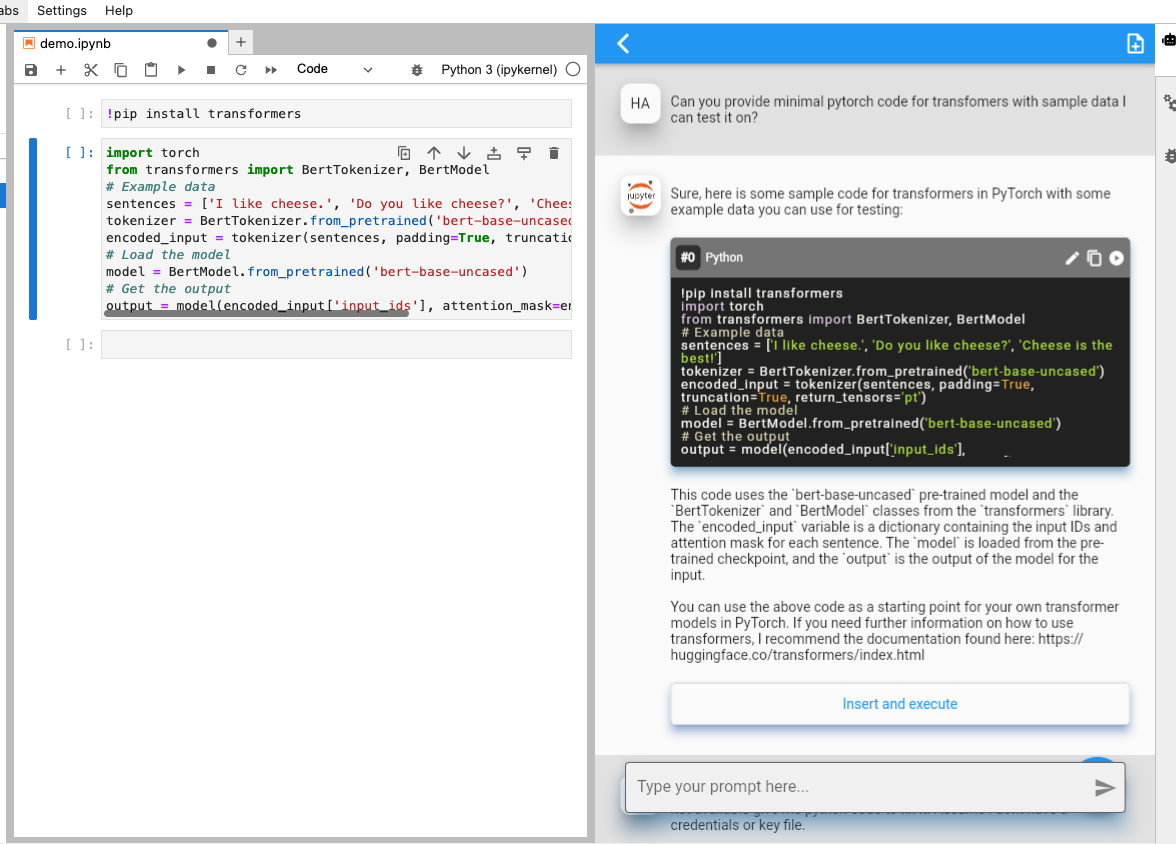 abs Settings Help
demo.ipynb
Code Python 3 (ipykernel)
[ ]: !pip install transformers
[ ]: import torch
from transformers import BertTokenizer, BertModel
# Example data
sentences = ['I like cheese.', 'Do you like cheese?', 'Chees
tokenizer = BertTokenizer.from_pretrained('bert-base-uncased
encoded_input = tokenizer(sentences, padding=True, truncatio
# Load the model
model = BertModel.from_pretrained('bert-base-uncased')
# Get the output
output = model(encoded_input['input_ids'], attention_mask=en
[ ]:
HA
Can you provide minimal pytorch code for transfomers with sample data I
can test it on?
jupyter
Sure, here is some sample code for transformers in PyTorch with some
example data you can use for testing:
#0 Python
!pip install transformers
import torch
from transformers import BertTokenizer, BertModel
# Example data
sentences = ['I like cheese.', 'Do you like cheese?', 'Cheese is the
best!']
tokenizer = BertTokenizer.from_pretrained('bert-base-uncased')
encoded_input = tokenizer(sentences, padding=True,
truncation=True, return_tensors='pt')
# Load the model
model = BertModel.from_pretrained('bert-base-uncased')
# Get the output
output = model(encoded_input['input_ids'],
This code uses the `bert-base-uncased` pre-trained model and the
`BertTokenizer` and `BertModel` classes from the `transformers` library.
The `encoded_input` variable is a dictionary containing the input IDs and
attention mask for each sentence. The `model` is loaded from the pre-
trained checkpoint, and the `output` is the output of the model for the
input.
You can use the above code as a starting point for your own transformer
models in PyTorch. If you need further information on how to use
transformers, I recommend the documentation found here: https://
huggingface.co/transformers/index.html
Insert and execute
Type your prompt here...
credentials or key file.